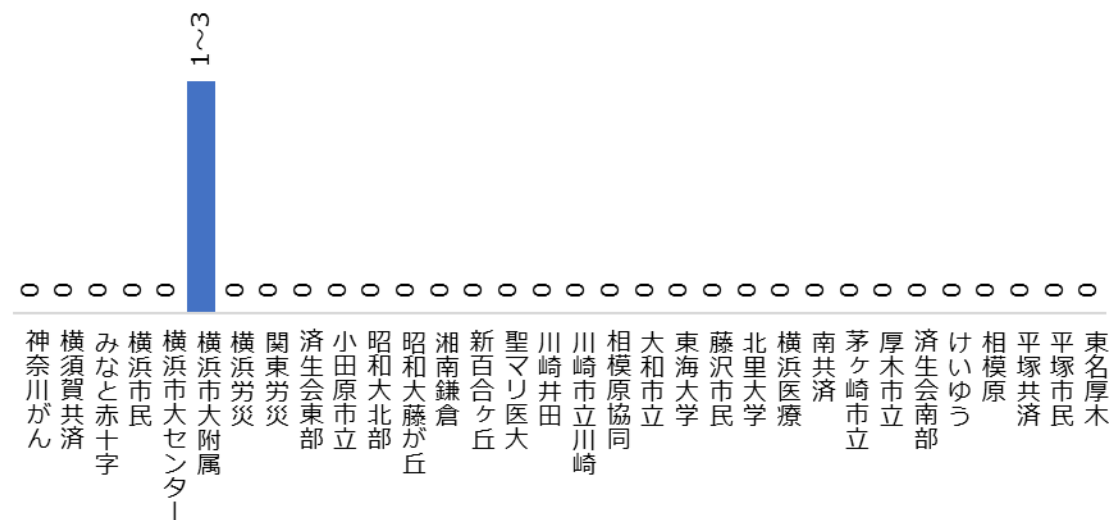 1～3
0 0 0 0 0 0 0 0 0 0 0 0 0 0 0 0 0 0 0 0 0 0 0 0 0 0 0 0 0 0 0
神奈川がん
横須賀共済
みなと赤十字
横浜市民
横浜市大センター
横浜市大附属
横浜労災
関東労災
済生会東部
小田原市立
昭和大北部
昭和大藤が丘
湘南鎌倉
新百合ヶ丘
聖マリ医大
川崎井田
川崎市立川崎
相模原協同
大和市立
東海大学
藤沢市民
北里大学
横浜医療
南共済
茅ヶ崎市立
厚木市立
済生会南部
けいゆう
相模原
平塚共済
平塚市民
東名厚木